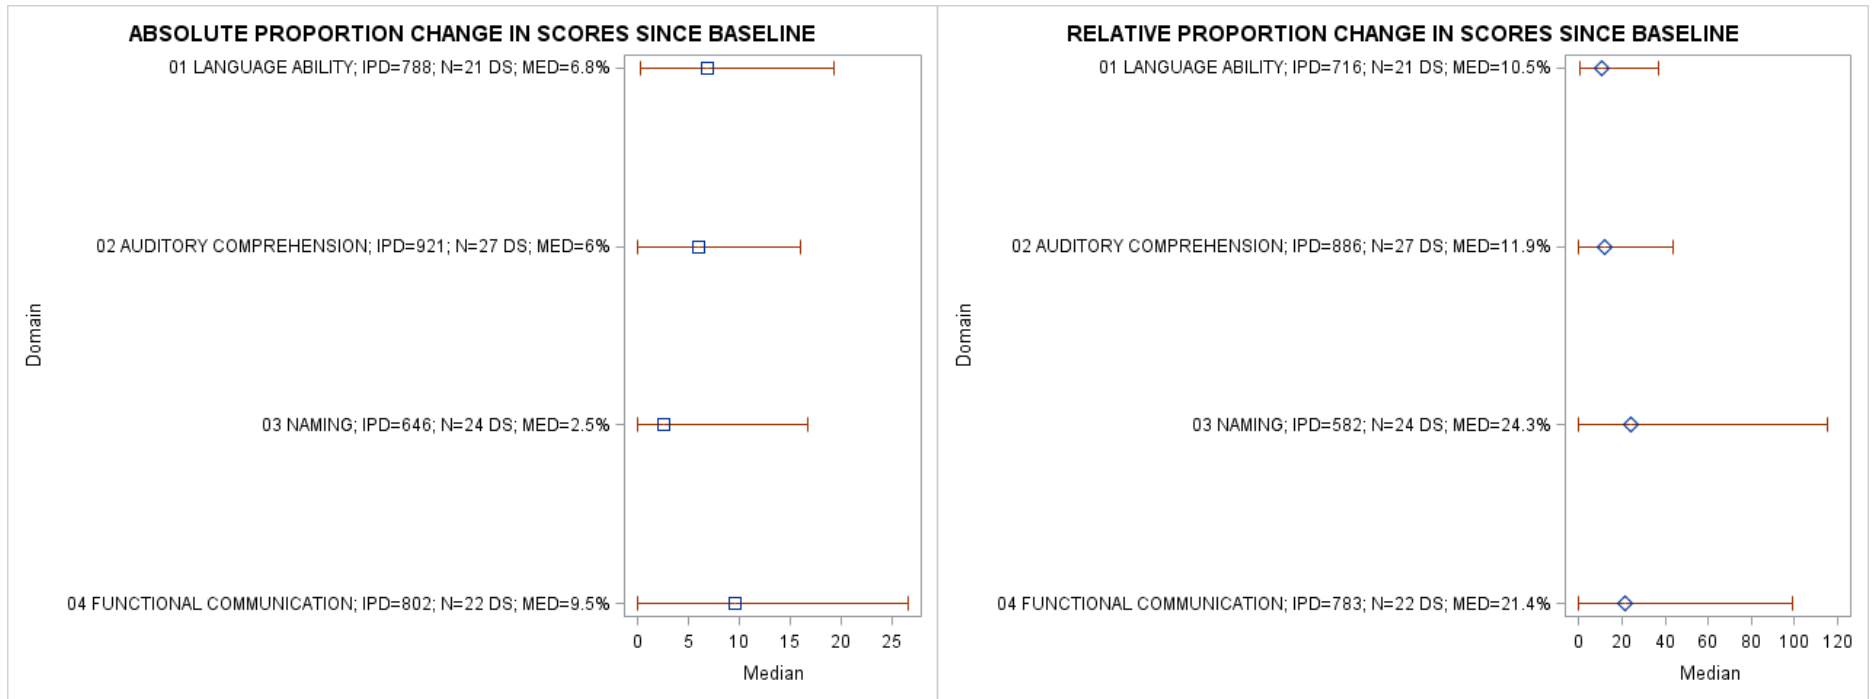 ABSOLUTE PROPORTION CHANGE IN SCORES SINCE BASELINE
01 LANGUAGE ABILITY; IPD=788; N=21 DS; MED=6.8%
02 AUDITORY COMPREHENSION; IPD=921; N=27 DS; MED=6%
Domain
03 NAMING; IPD=646; N=24 DS; MED=2.5%
04 FUNCTIONAL COMMUNICATION; IPD=802; N=22 DS; MED=9.5%
0 5 10 15 20 25
Median
RELATIVE PROPORTION CHANGE IN SCORES SINCE BASELINE
01 LANGUAGE ABILITY; IPD=716; N=21 DS; MED=10.5%
02 AUDITORY COMPREHENSION; IPD=886; N=27 DS; MED=11.9%
Domain
03 NAMING; IPD=582; N=24 DS; MED=24.3%
04 FUNCTIONAL COMMUNICATION; IPD=783; N=22 DS; MED=21.4%
0 20 40 60 80 100 120
Median